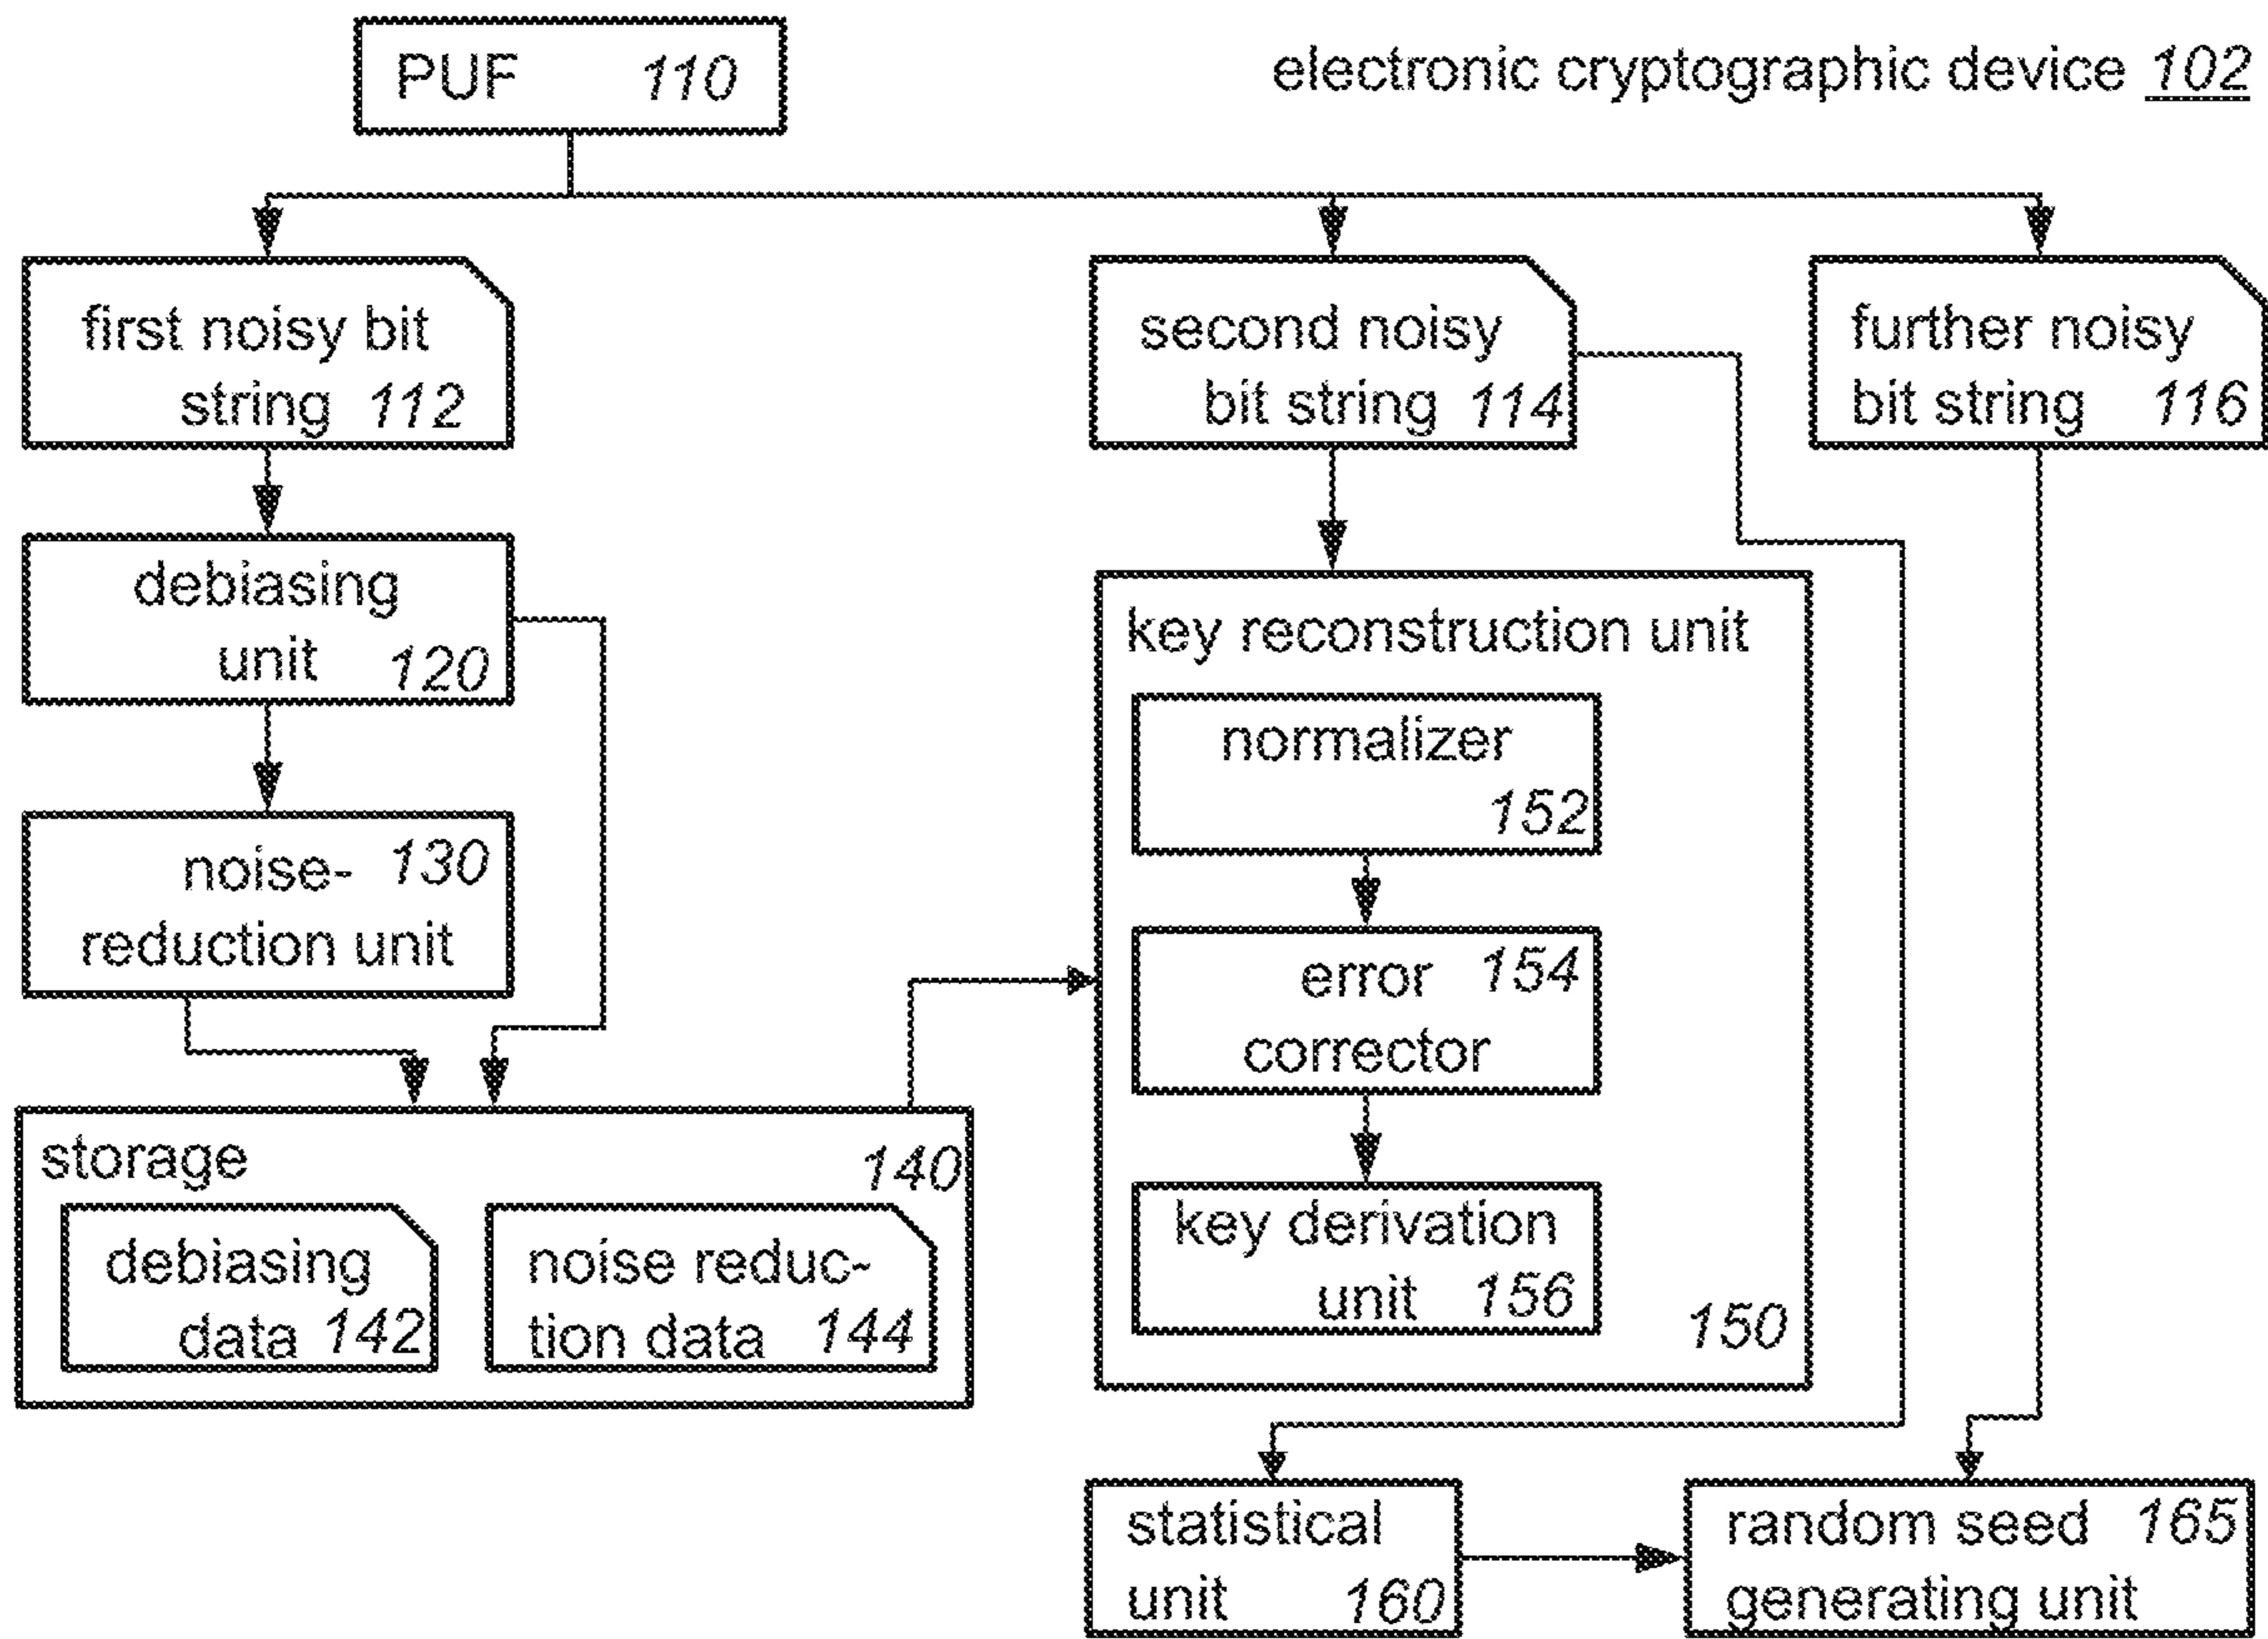 PUF 110
electronic cryptographic device 102
first noisy bit
string 112
second noisy
bit string 114
further noisy
bit string 116
debiasing
unit 120
noise- 130
reduction unit
storage 140
debiasing
data 142
noise reduc-
tion data 144
key reconstruction unit
normalizer
152
error 154
corrector
key derivation
unit 156
150
statistical
unit 160
random seed 165
generating unit